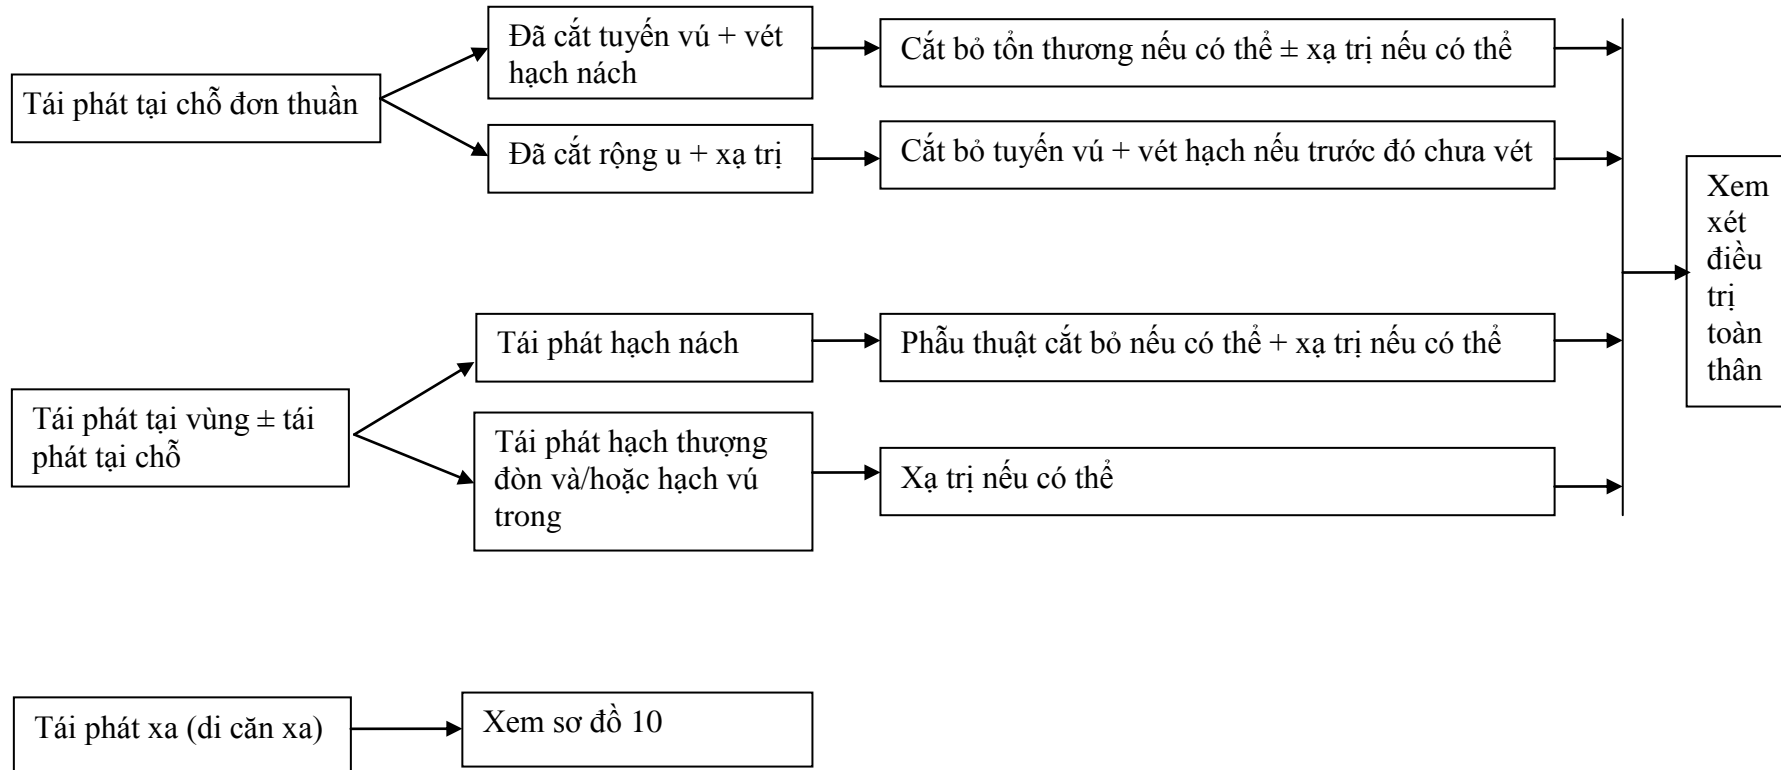 Tái phát tại chỗ đơn thuần
Đã cắt tuyến vú + vét
hạch nách
Cắt bỏ tổn thương nếu có thể ± xạ trị nếu có thể
Đã cắt rộng u + xạ trị
Cắt bỏ tuyến vú + vét hạch nếu trước đó chưa vét
Tái phát tại vùng ± tái
phát tại chỗ
Tái phát hạch nách
Phẫu thuật cắt bỏ nếu có thể + xạ trị nếu có thể
Tái phát hạch thượng
đòn và/hoặc hạch vú
trong
Xạ trị nếu có thể
Xem
xét
điều
trị
toàn
thân
Tái phát xa (di căn xa)
Xem sơ đồ 10